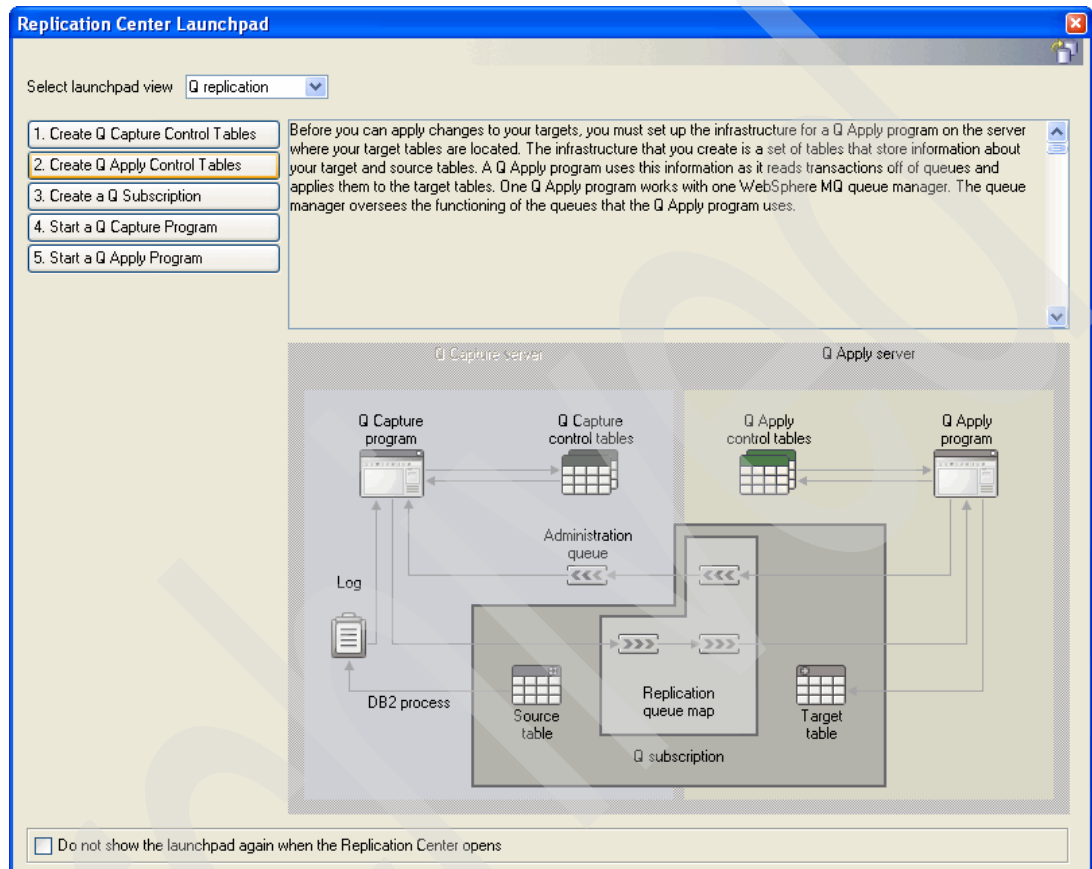 Replication Center Launchpad
Select launchpad view Q replication
1. Create Q Capture Control Tables
2. Create Q Apply Control Tables
3. Create a Q Subscription
4. Start a Q Capture Program
5. Start a Q Apply Program
Before you can apply changes to your targets, you must set up the infrastructure for a Q Apply program on the server
where your target tables are located. The infrastructure that you create is a set of tables that store information about
your target and source tables. A Q Apply program uses this information as it reads transactions off of queues and
applies them to the target tables. One Q Apply program works with one WebSphere MQ queue manager. The queue
manager oversees the functioning of the queues that the Q Apply program uses.
Q Capture server
Q Apply server
Q Capture
program
Q Capture
control tables
Q Apply
control tables
Q Apply
program
Administration
queue
Log
DB2 process
Source
table
Replication
queue map
Target
table
Q subscription
Do not show the launchpad again when the Replication Center opens